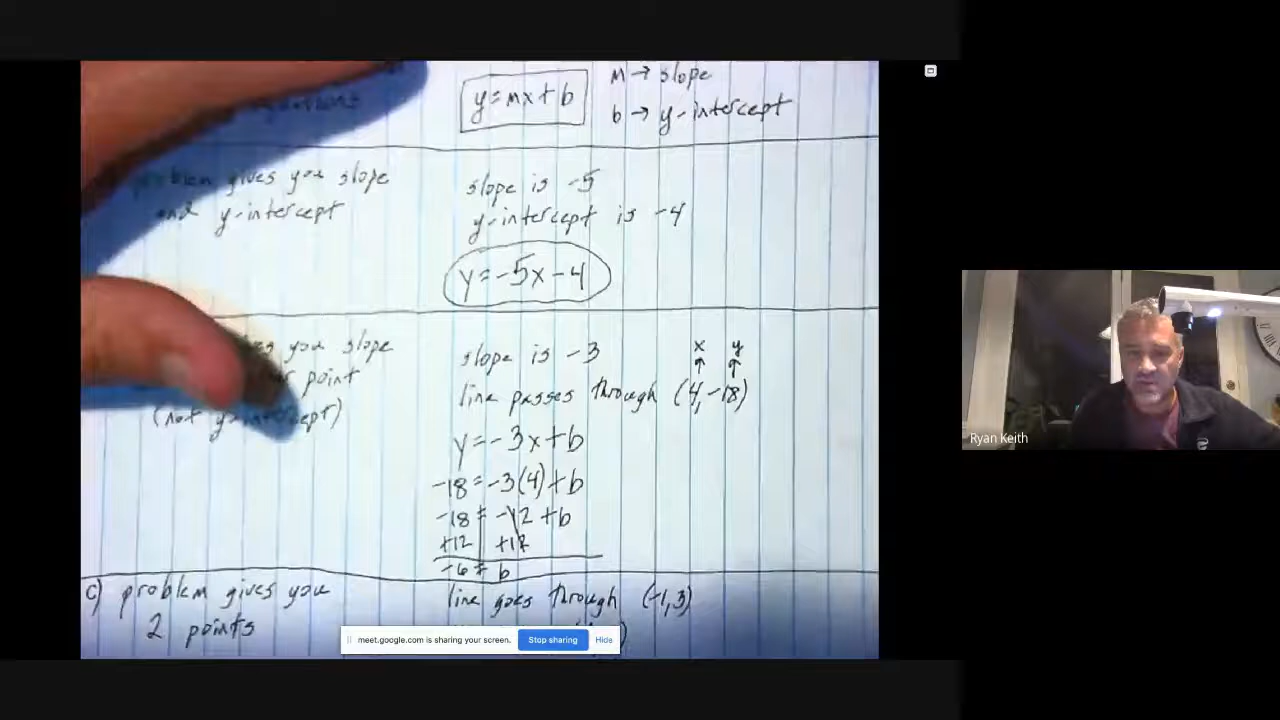 y=mx+b
m → slope
b → y-intercept
problem gives you slope
and y-intercept
slope is -5
y-intercept is -4
y=-5x-4
you slope
point
(not y-intercept)
slope is -3
x y
line passes through (4,-18)
y=-3x+b
-18=-3(4)+b
-18=-12+b
+12 +12
-6=b
c) problem gives you
2 points
line goes through (-1,3)
meet.google.com is sharing your screen.
Stop sharing
Hide
Ryan Keith